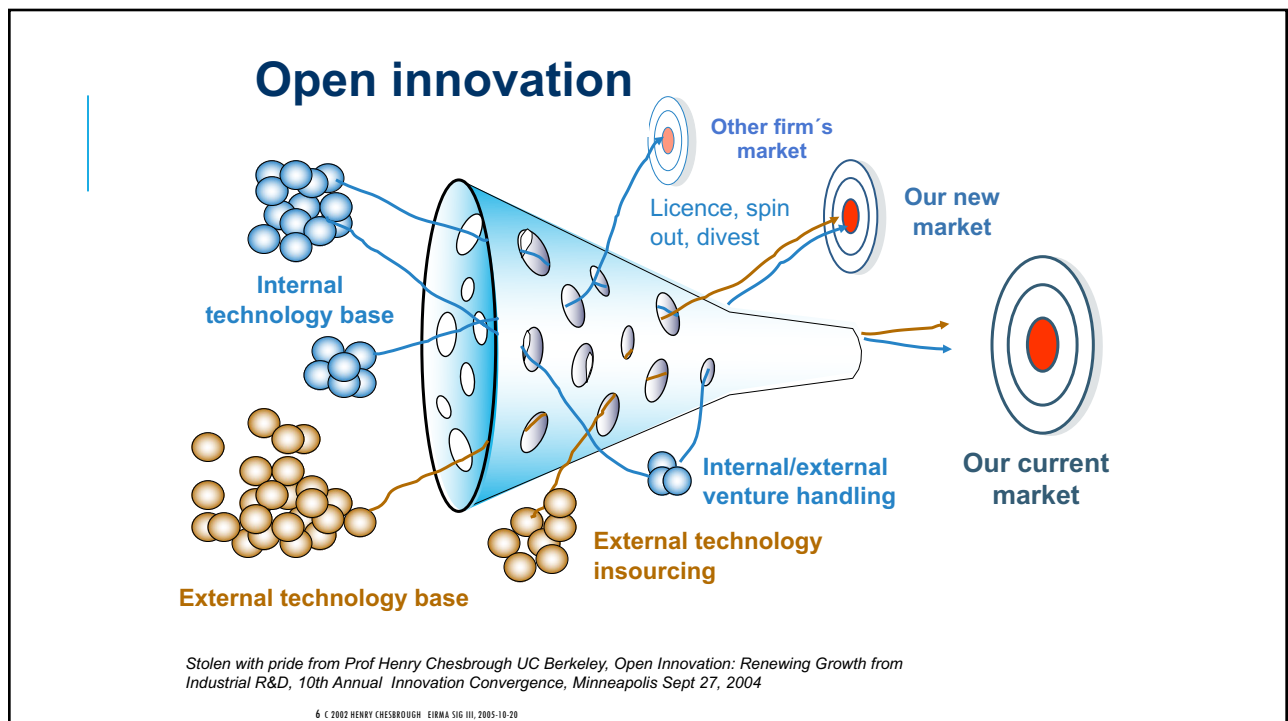 Open innovation
Other firm´s
market
Licence, spin
out, divest
Our new
market
Internal
technology base
Internal/external
venture handling
Our current
market
External technology
insourcing
External technology base
Stolen with pride from Prof Henry Chesbrough UC Berkeley, Open Innovation: Renewing Growth from
Industrial R&D, 10th Annual  Innovation Convergence, Minneapolis Sept 27, 2004
6 C 2002 HENRY CHESBROUGH EIRMA SIG III, 2005-10-20